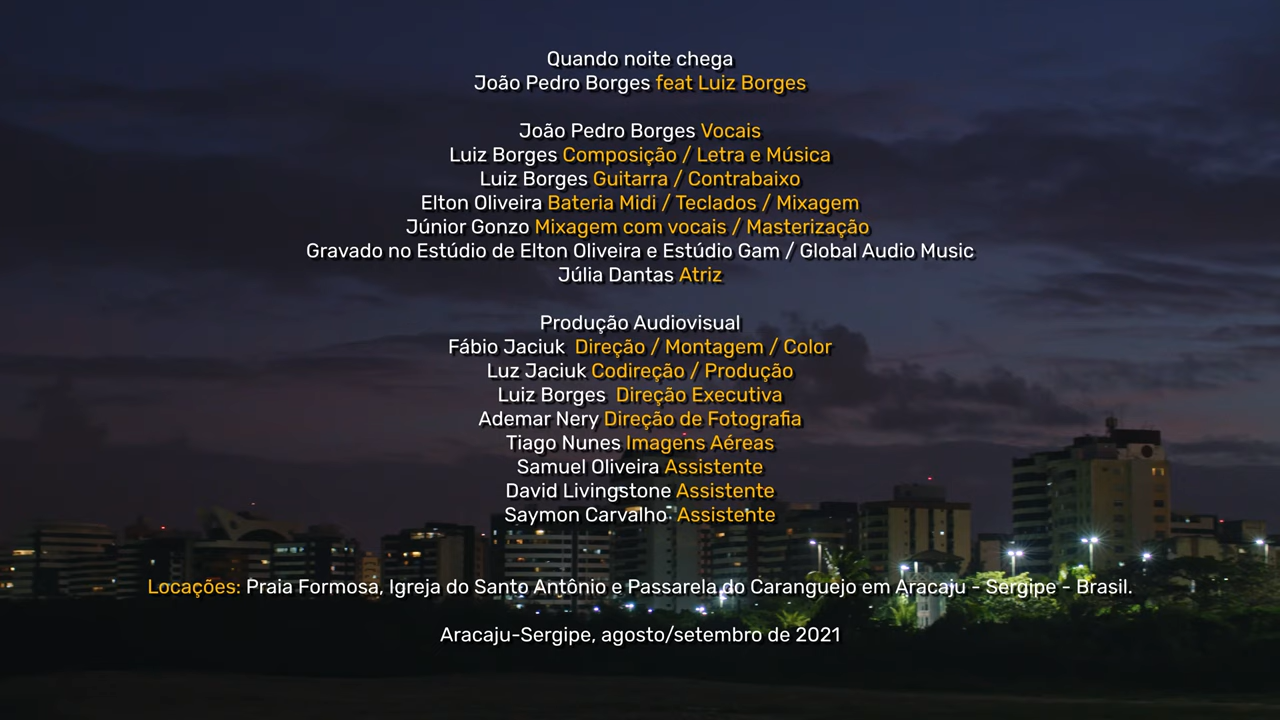 Quando noite chega
João Pedro Borges feat Luiz Borges
João Pedro Borges Vocais
Luiz Borges Composição / Letra e Música
Luiz Borges Guitarra / Contrabaixo
Elton Oliveira Bateria Midi / Teclados / Mixagem
Júnior Gonzo Mixagem com vocais / Masterização
Gravado no Estúdio de Elton Oliveira e Estúdio Gam / Global Audio Music
Júlia Dantas Atriz
Produção Audiovisual
Fábio Jaciuk Direção / Montagem / Color
Luz Jaciuk Codireção / Produção
Luiz Borges Direção Executiva
Ademar Nery Direção de Fotografia
Tiago Nunes Imagens Aéreas
Samuel Oliveira Assistente
David Livingstone Assistente
Saymon Carvalho Assistente
Locações: Praia Formosa, Igreja do Santo Antônio e Passarela do Caranguejo em Aracaju - Sergipe - Brasil.
Aracaju-Sergipe, agosto/setembro de 2021